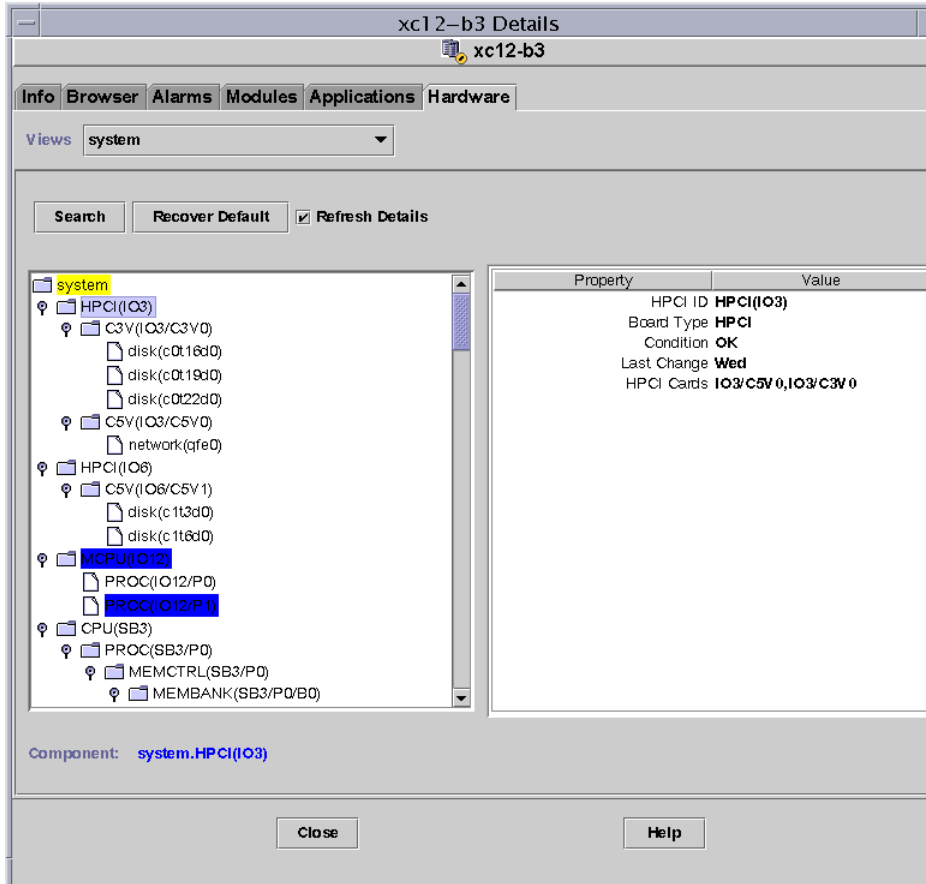 xc12-b3 Details
xc12-b3
Info Browser Alarms Modules Applications Hardware
Views system
Search Recover Default Refresh Details
system
HPCI(IO3)
C3V(IO3/C3V0)
disk(c0t16d0)
disk(c0t19d0)
disk(c0t22d0)
C5V(IO3/C5V0)
network(qfe0)
HPCI(IO6)
C5V(IO6/C5V1)
disk(c1t3d0)
disk(c1t6d0)
MCPU(IO12)
PROC(IO12/P0)
PROC(IO12/P1)
CPU(SB3)
PROC(SB3/P0)
MEMCTRL(SB3/P0)
MEMBANK(SB3/P0/B0)
Property Value
HPCI ID HPCI(IO3)
Board Type HPCI
Condition OK
Last Change Wed
HPCI Cards IO3/C5V0,IO3/C3V0
Component: system.HPCI(IO3)
Close Help